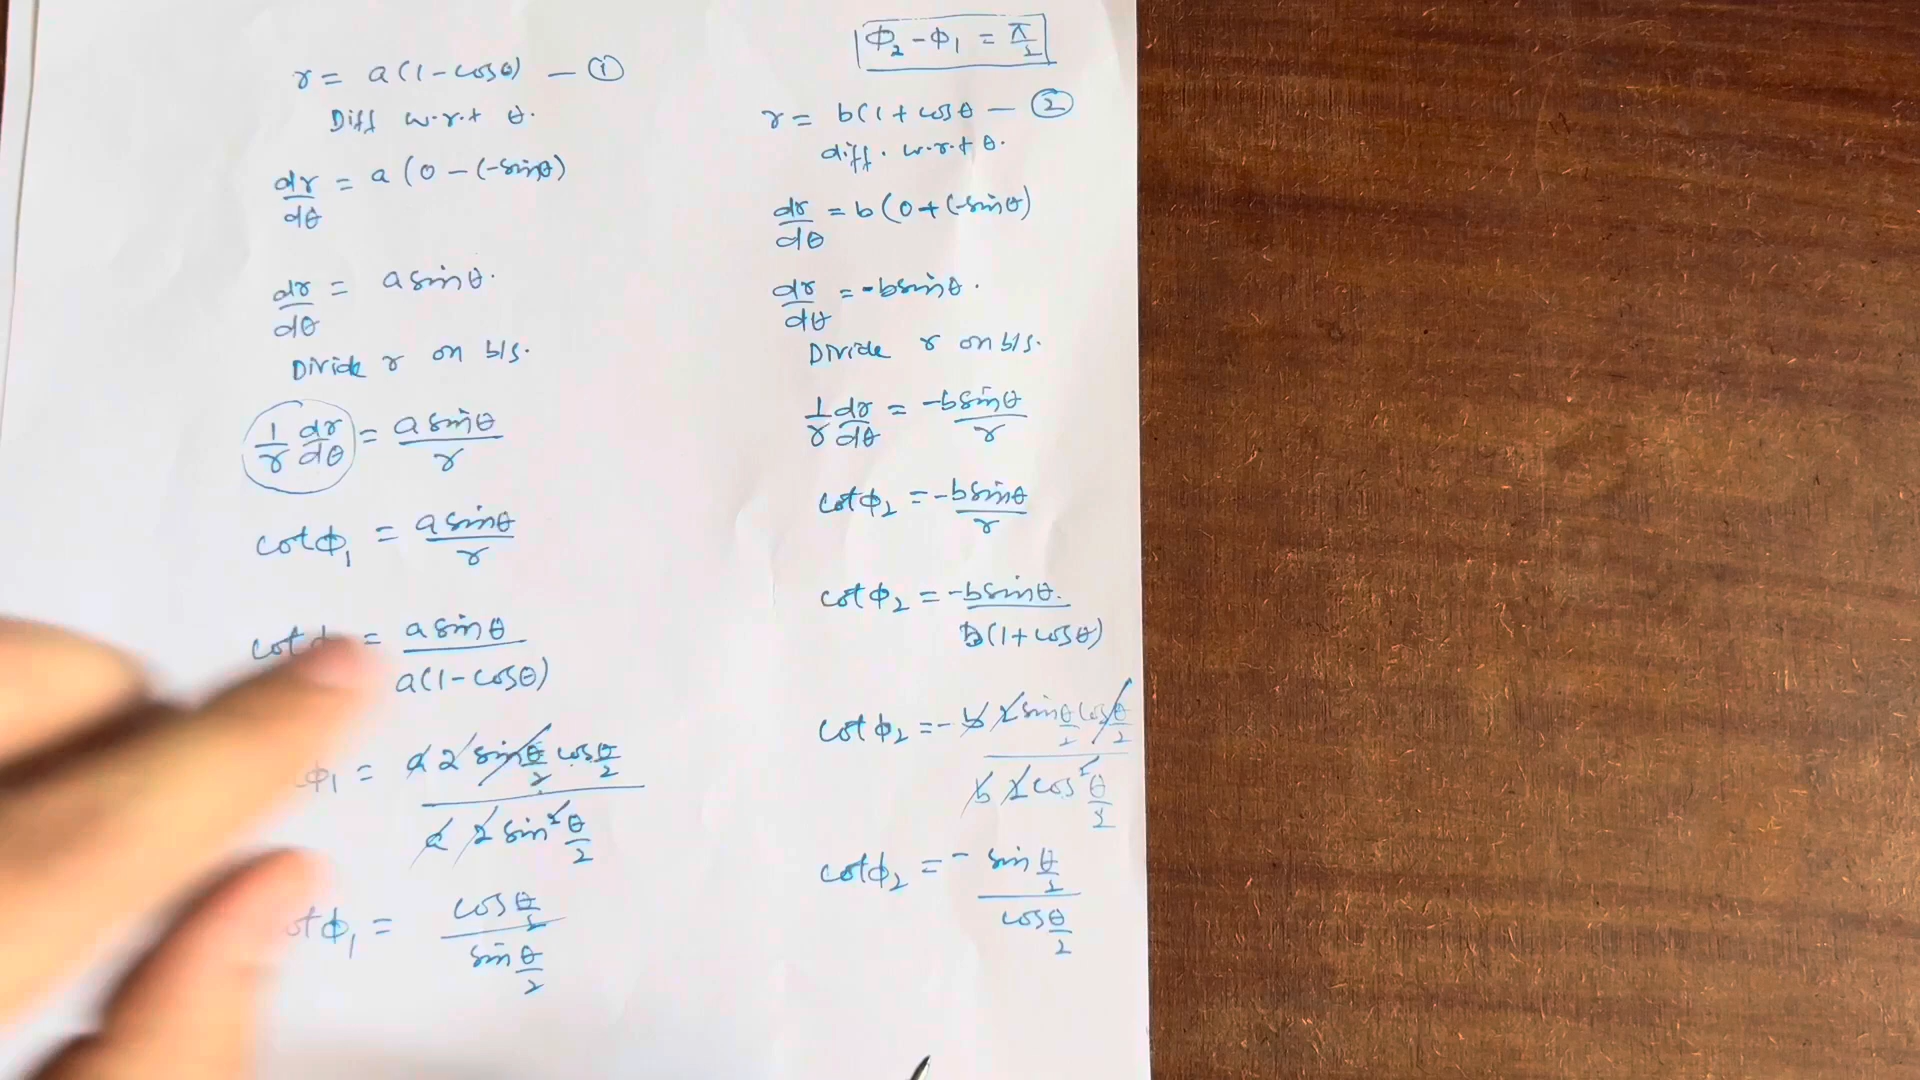 r = a(1-cosθ) — ①
Diff w.r.t θ.
dr/dθ = a(0-(-sinθ)
dr/dθ = a sinθ.
Divide r on b/s.
1/r dr/dθ = a sinθ/r
cotϕ₁ = a sinθ/r
cot = a sinθ/a(1-cosθ)
ϕ₁ = a 2 sin θ/2 cos θ/2 / a 2 sin² θ/2
ot ϕ₁ = cos θ/2 / sin θ/2
ϕ₂ - ϕ₁ = π/2
r = b(1+cosθ — ②
diff. w.r.t θ.
dr/dθ = b(0+(-sinθ)
dr/dθ = -b sinθ.
Divide r on b/s.
1/r dr/dθ = -b sinθ/r
cotϕ₂ = -b sinθ/r
cotϕ₂ = -b sinθ./b(1+cosθ)
cotϕ₂ = - b 2 sin θ/2 cos θ/2 / b 2 cos² θ/2
cotϕ₂ = - sin θ/2 / cos θ/2